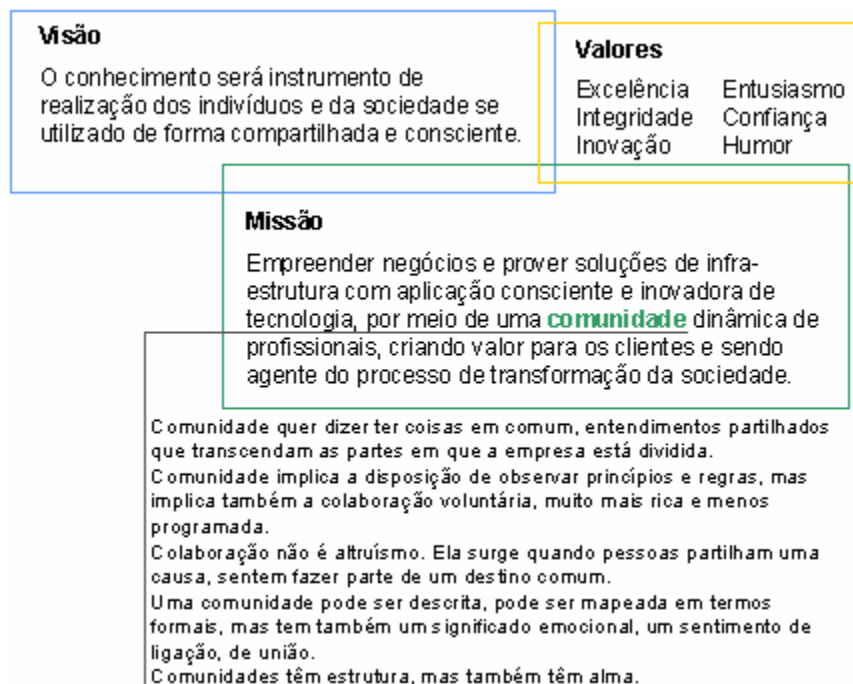 Visão
O conhecimento será instrumento de
realização dos indivíduos e da sociedade se
utilizado de forma compartilhada e consciente.
Valores
Excelência Entusiasmo
Integridade Confiança
Inovação Humor
Missão
Empreender negócios e prover soluções de infra-
estrutura com aplicação consciente e inovadora de
tecnologia, por meio de uma comunidade dinâmica de
profissionais, criando valor para os clientes e sendo
agente do processo de transformação da sociedade.
Comunidade quer dizer ter coisas em comum, entendimentos partilhados
que transcendam as partes em que a empresa está dividida.
Comunidade implica a disposição de observar princípios e regras, mas
implica também a colaboração voluntária, muito mais rica e menos
programada.
Colaboração não é altruísmo. Ela surge quando pessoas partilham uma
causa, sentem fazer parte de um destino comum.
Uma comunidade pode ser descrita, pode ser mapeada em termos
formais, mas tem também um significado emocional, um sentimento de
ligação, de união.
Comunidades têm estrutura, mas também têm alma.